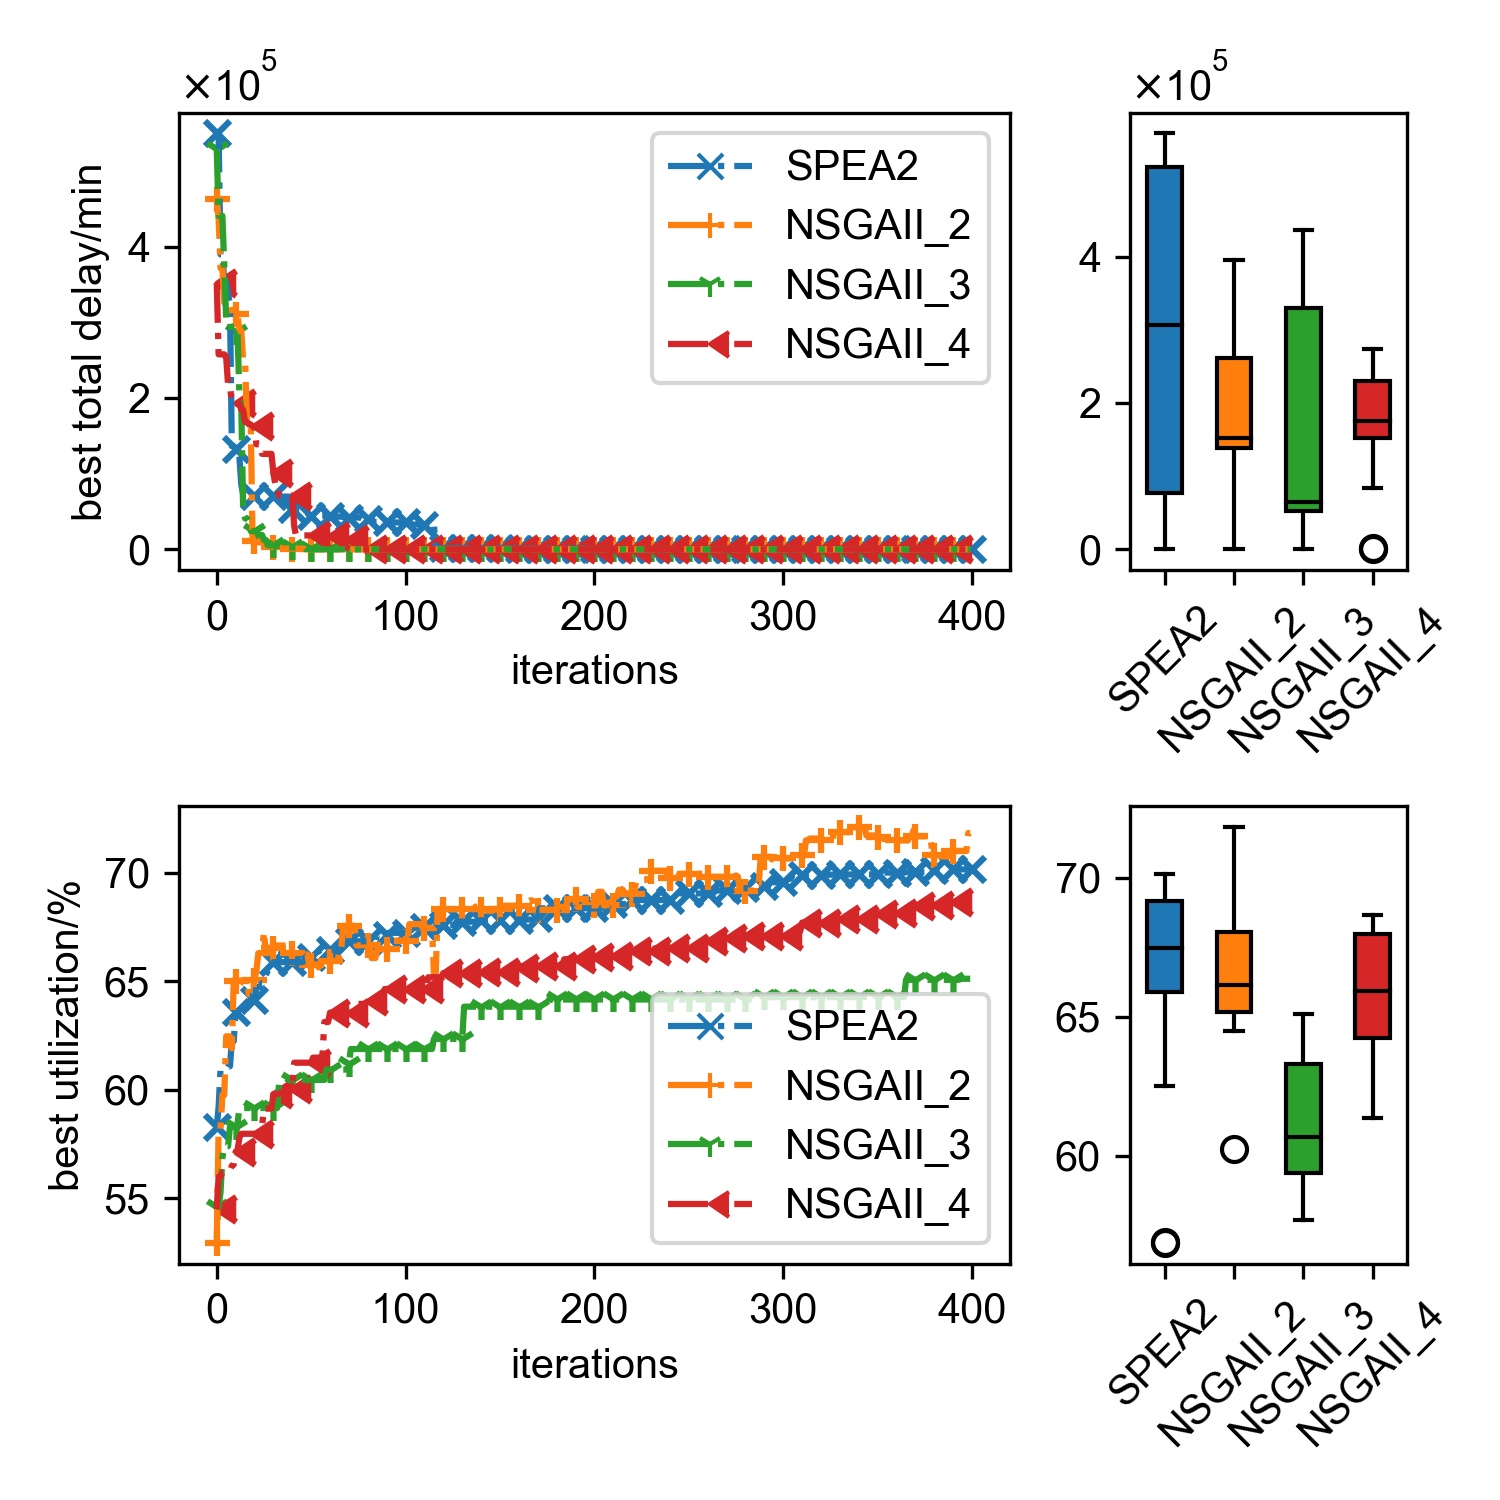 ×10^5
best total delay/min
4
2
0
0 100 200 300 400
iterations
SPEA2
NSGAII_2
NSGAII_3
NSGAII_4
×10^5
4
2
0
SPEA2
NSGAII_2
NSGAII_3
NSGAII_4
best utilization/%
70
65
60
55
0 100 200 300 400
iterations
SPEA2
NSGAII_2
NSGAII_3
NSGAII_4
70
65
60
SPEA2
NSGAII_2
NSGAII_3
NSGAII_4